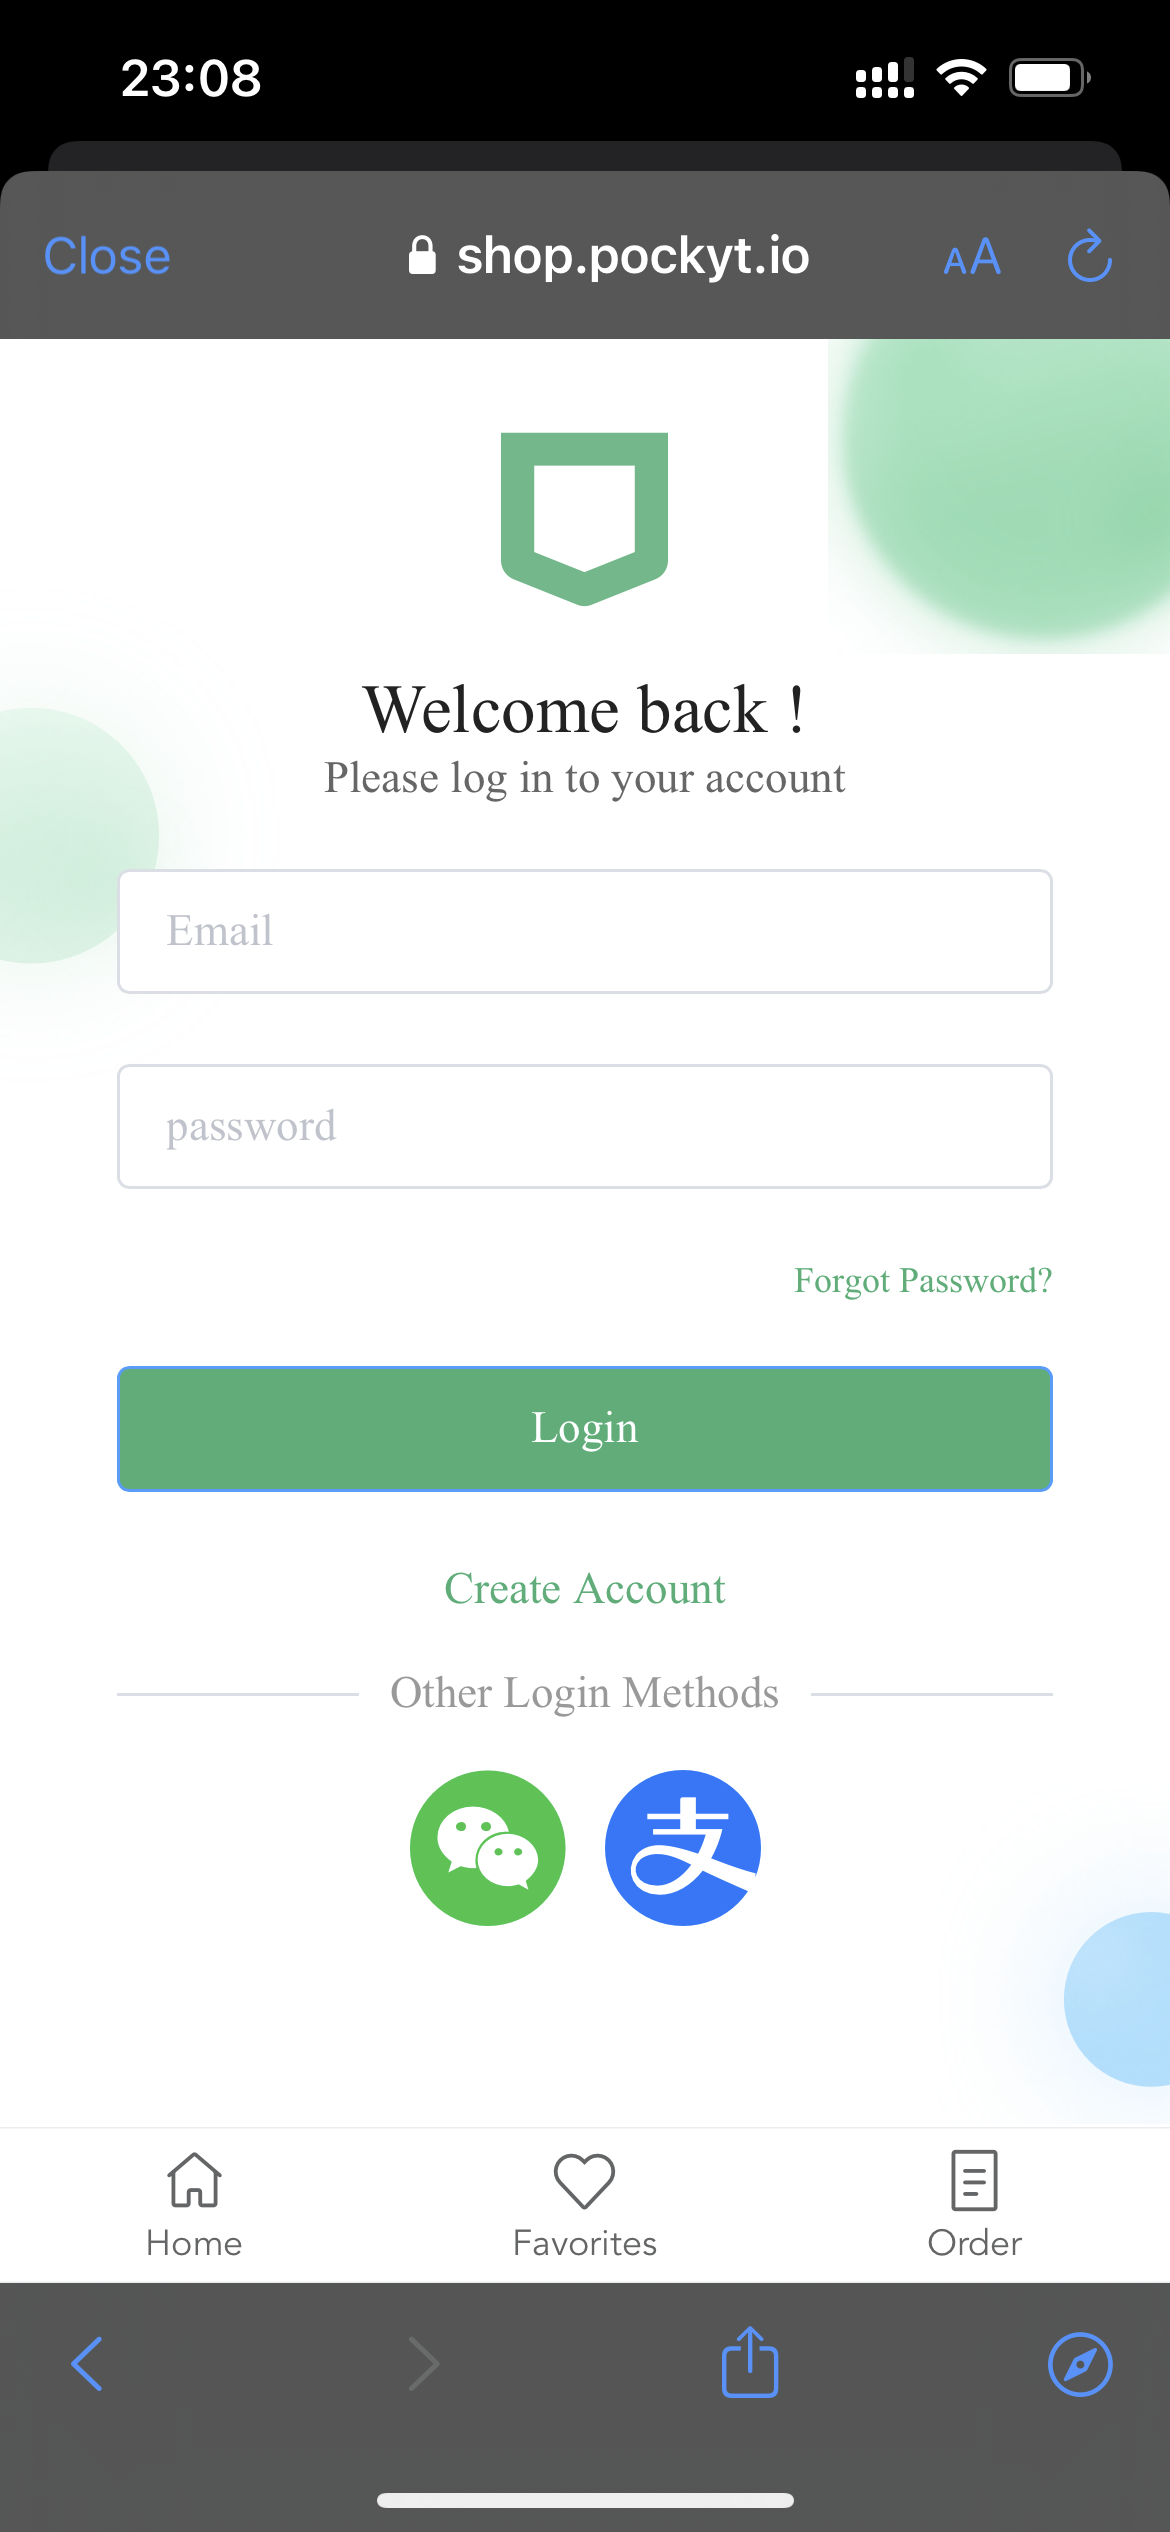 23:08
Close shop.pockyt.io AA
Welcome back !
Please log in to your account
Email
password
Forgot Password?
Login
Create Account
Other Login Methods
支
Home Favorites Order